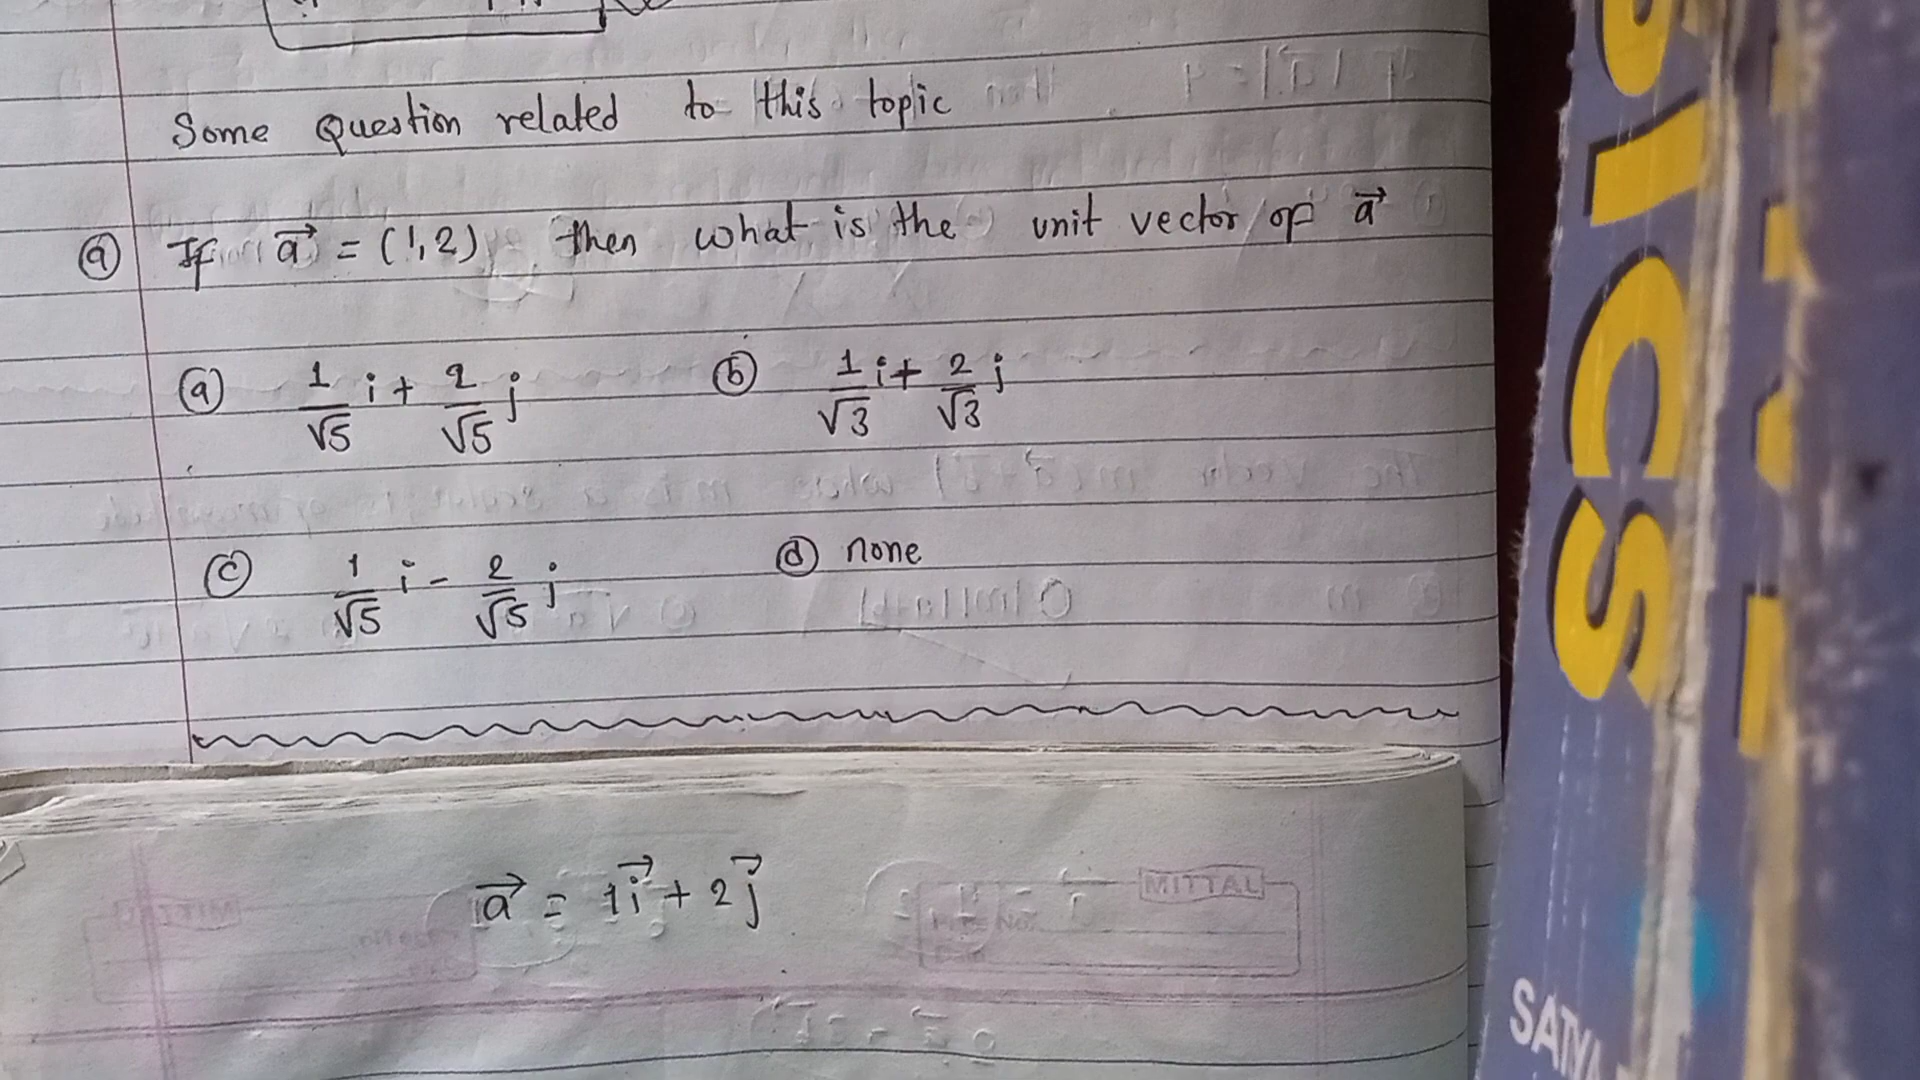 Some Question related to this topic
ⓠ If a⃗ = (1,2) then what is the unit vector of a⃗
ⓐ 1/√5 i + 2/√5 j ⓑ 1/√3 i + 2/√3 j
ⓒ 1/√5 i - 2/√5 j ⓓ none
a⃗ = 1i⃗ + 2j⃗
MITTAL
SICS
SATYA